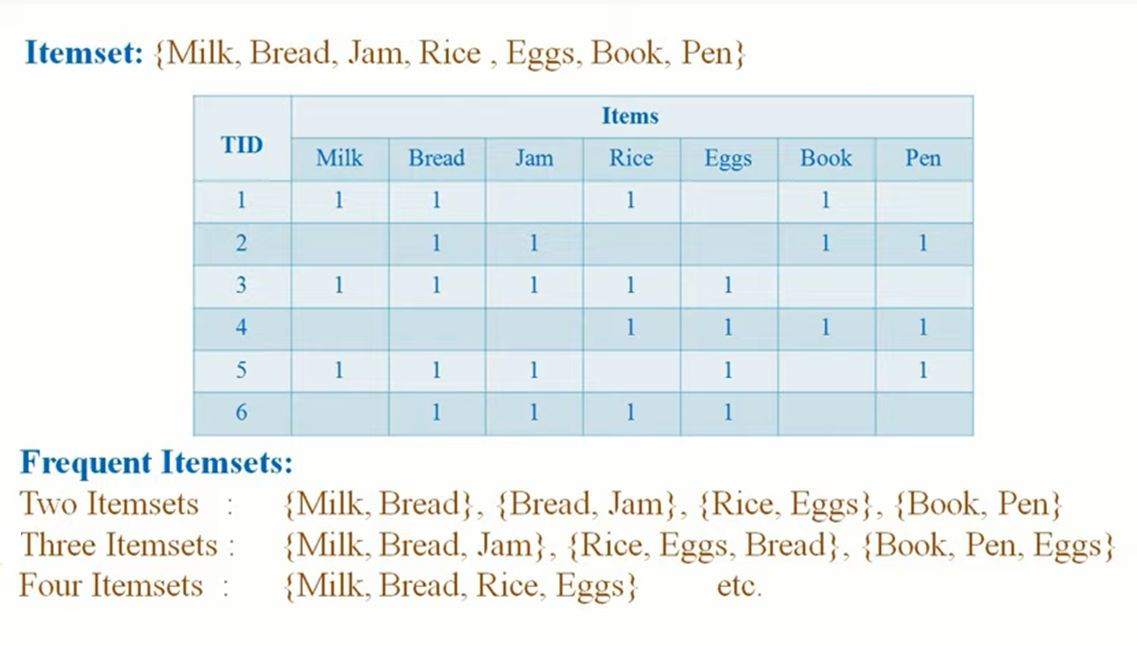 Itemset: {Milk, Bread, Jam, Rice , Eggs, Book, Pen}
TID Items
Milk Bread Jam Rice Eggs Book Pen
1 1 1 1 1
2 1 1 1 1
3 1 1 1 1 1
4 1 1 1 1
5 1 1 1 1 1
6 1 1 1 1
Frequent Itemsets:
Two Itemsets : {Milk, Bread}, {Bread, Jam}, {Rice, Eggs}, {Book, Pen}
Three Itemsets : {Milk, Bread, Jam}, {Rice, Eggs, Bread}, {Book, Pen, Eggs}
Four Itemsets : {Milk, Bread, Rice, Eggs} etc.